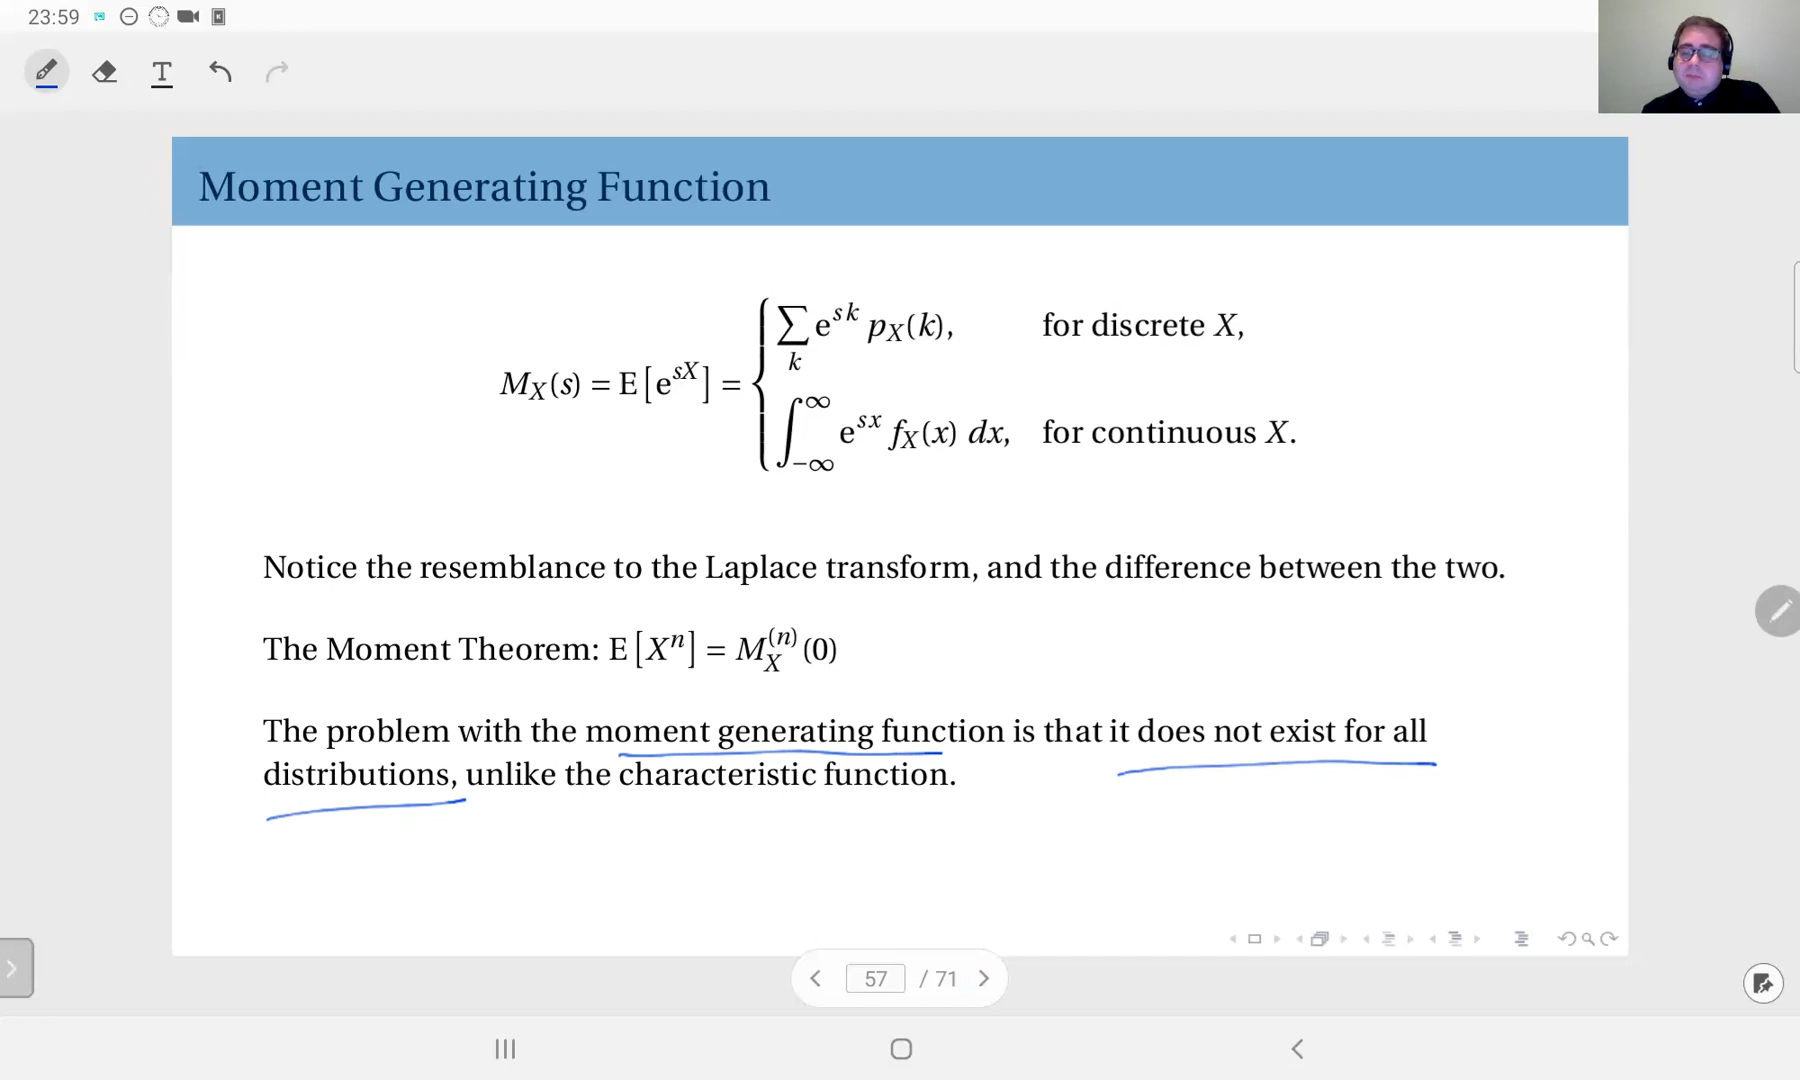 23:59
T
Moment Generating Function
∑ₖ e^{sk} p_X(k), for discrete X,
M_X(s) = E[e^{sX}] =
∫_{−∞}^{∞} e^{sx} f_X(x) dx, for continuous X.
Notice the resemblance to the Laplace transform, and the difference between the two.
The Moment Theorem: E[Xⁿ] = M_X^{(n)}(0)
The problem with the moment generating function is that it does not exist for all
distributions, unlike the characteristic function.
57 / 71